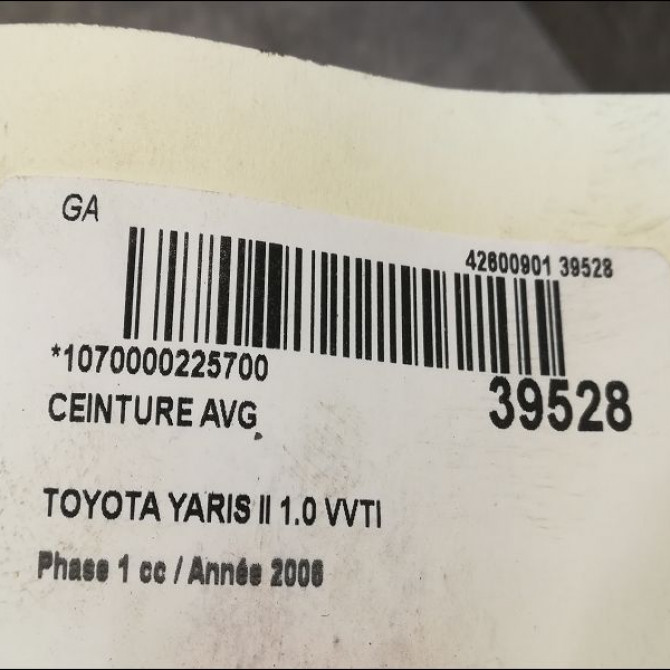 GA
42600901 39528
*1070000225700
39528
CEINTURE AVG
TOYOTA YARIS II 1.0 VVTI
Phase 1 cc / Année 2006